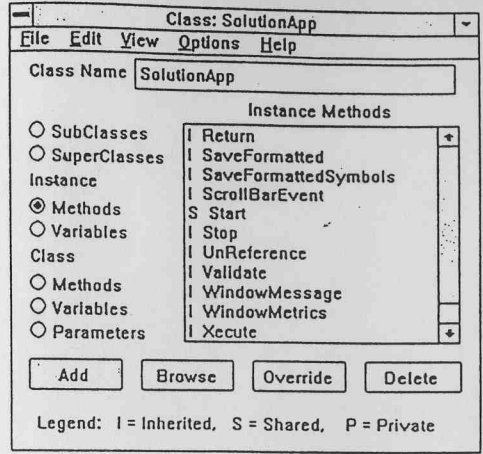 Class: SolutionApp
File Edit View Options Help
Class Name SolutionApp
Instance Methods
SubClasses
SuperClasses
Instance
Methods
Variables
Class
Methods
Variables
Parameters
I Return
I SaveFormatted
I SaveFormattedSymbols
I ScrollBarEvent
S Start
I Stop
I UnReference
I Validate
I WindowMessage
I WindowMetrics
I Xecute
Add Browse Override Delete
Legend: I = Inherited, S = Shared, P = Private